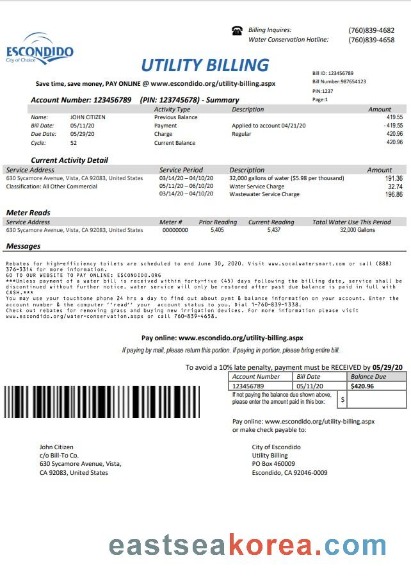 Billing Inquires: (760)839-4682
Water Conservation Hotline: (760)839-4658
ESCONDIDO
City of Choice
UTILITY BILLING
Save time, save money, PAY ONLINE @ www.escondido.org/utility-billing.aspx
Bill ID: 123456789
Bill Number:987654123
PIN:1237
Page:1
Account Number: 123456789 (PIN: 123745678) - Summary
Activity Type Description Amount
Name: JOHN CITIZEN Previous Balance 419.55
Bill Date: 05/11/20 Payment Applied to account 04/21/20 -419.55
Due Date: 05/29/20 Charge Regular 420.96
Cycle: 52 Current Balance 420.96
Current Activity Detail
Service Address Service Period Description Amount
630 Sycamore Avenue, Vista, CA 92083, United States 03/14/20 – 04/10/20 32,000 gallons of water ($5.98 per thousand) 191.36
Classification: All Other Commercial 05/11/20 – 06/10/20 Water Service Charge 32.74
03/14/20 – 04/10/20 Wastewater Service Charge 196.86
Meter Reads
Service Address Meter # Prior Reading Current Reading Total Water Use This Period
630 Sycamore Avenue, Vista, CA 92083, United States 00000000 5,405 5,437 32,000 Gallons
Messages
Rebates for high-efficiency toilets are scheduled to end June 30, 2020. Visit www.socalwatersmart.com or call (888)
376-3314 for more information.
GO TO OUR WEBSITE TO PAY ONLINE: ESCONDIDO.ORG
***Unless payment of a water bill is received within forty-five (45) days following the billing date, service shall be
discontinued without further notice, water service will only be restored after past due balance is paid in full with
CASH.***
You may use your touchtone phone 24 hrs a day to find out about pymt & balance information on your account. Enter the
account number & the computer "read" your account status to you. Dial 1-760-839-1338.
Check out rebates for removing grass and buying new irrigation devices. For more information please visit
www.escondido.org/water-conservation.aspx or call 760-839-4658.
Pay online: www.escondido.org/utility-billing.aspx
If paying by mail, please return this portion. If paying in portion, please bring entire bill.
To avoid a 10% late penalty, payment must be RECEIVED by 05/29/20
Account Number Bill Date Balance Due
123456789 05/11/20 $420.96
If not paying the balance due shown above,
please enter the amount paid in this box. $
Pay online: www.escondido.org/utility-billing.aspx
or make check payable to:
John Citizen
c/o Bill-To Co.
630 Sycamore Avenue, Vista,
CA 92083, United States
City of Escondido
Utility Billing
PO Box 460009
Escondido, CA 92046-0009
eastseakorea.com